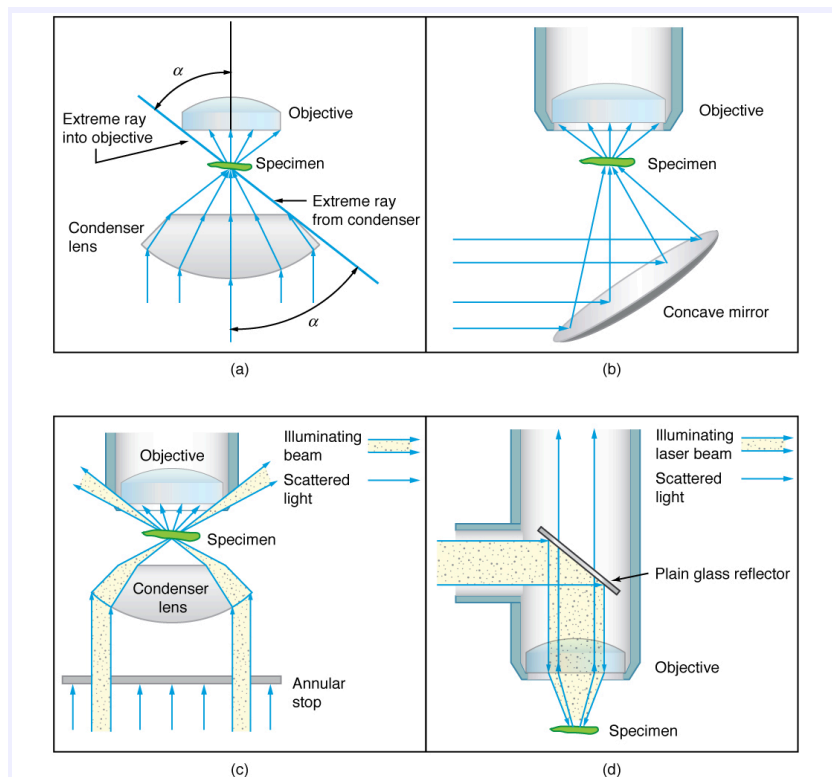 α
Objective
Extreme ray
into objective
Specimen
Extreme ray
from condenser
Condenser
lens
α
(a)
Objective
Specimen
Concave mirror
(b)
Illuminating
beam
Objective
Scattered
light
Specimen
Condenser
lens
Annular
stop
(c)
Illuminating
laser beam
Scattered
light
Plain glass reflector
Objective
Specimen
(d)